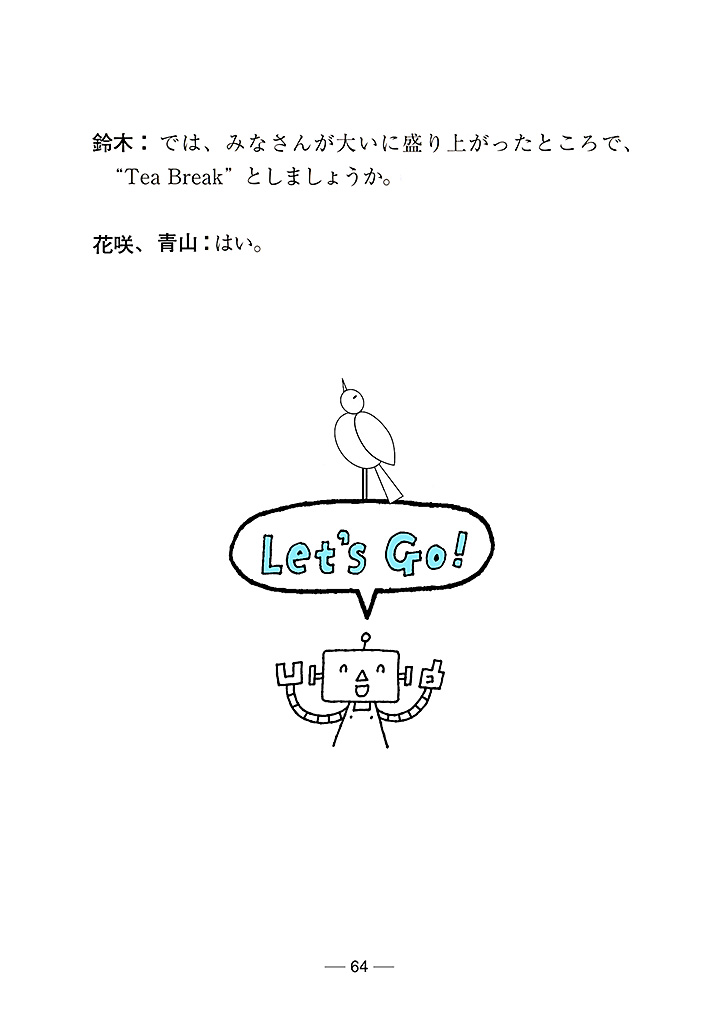 鈴木：では、みなさんが大いに盛り上がったところで、
“Tea Break” としましょうか。
花咲、青山：はい。
Let's Go!
— 64 —